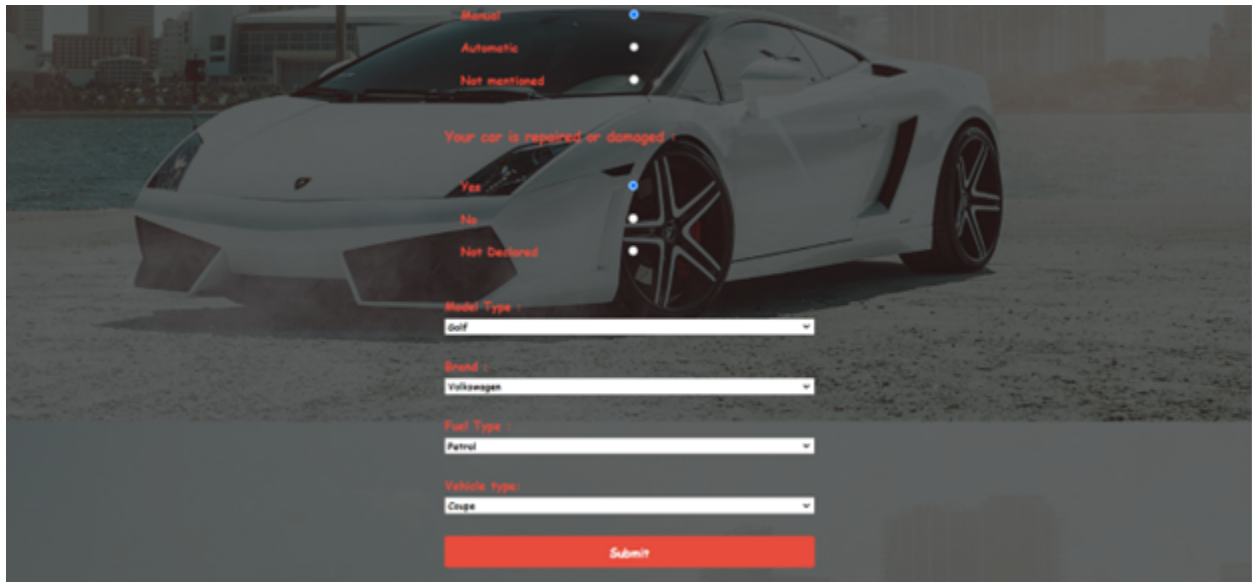 Manual
Automatic
Not mentioned
Your car is repaired or damaged :
Yes
No
Not Declared
Model Type :
Golf
Brand :
Volkswagen
Fuel Type :
Petrol
Vehicle type:
Coupe
Submit